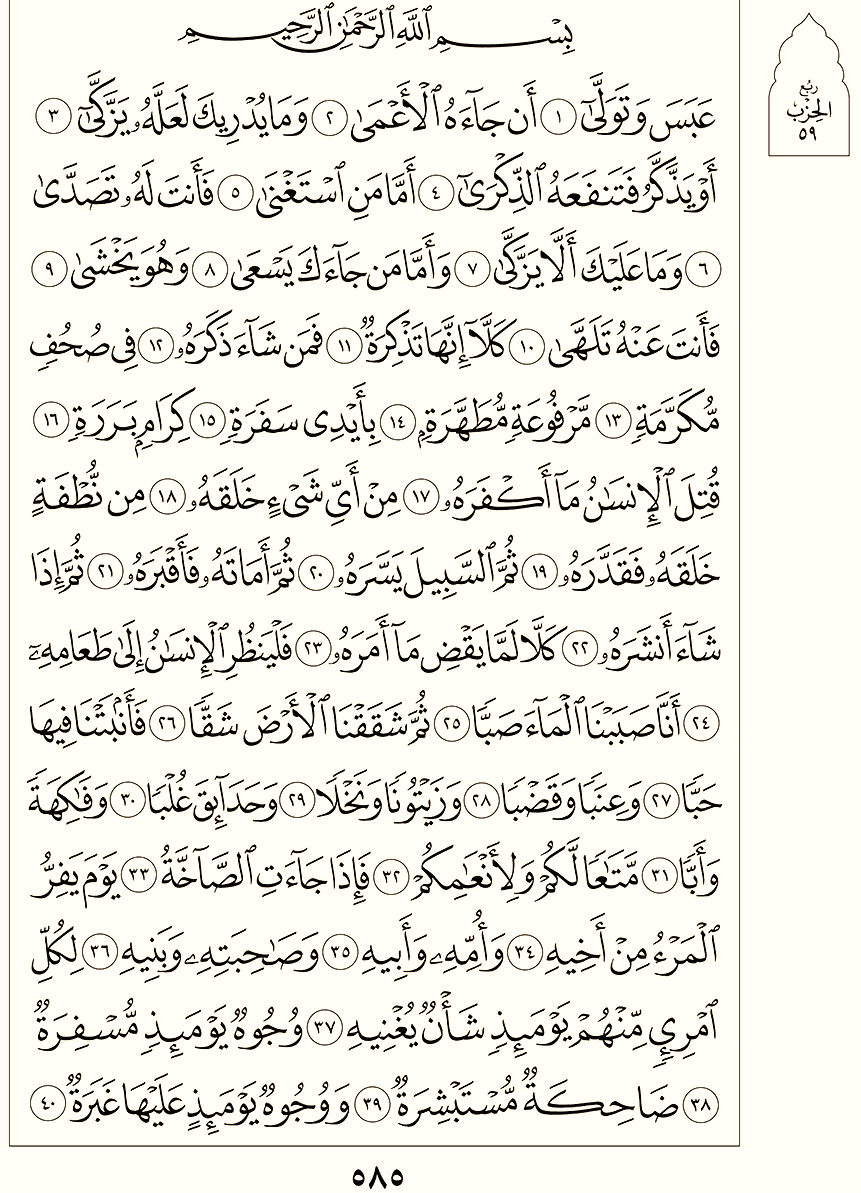 بِسْمِ ٱللَّهِ ٱلرَّحْمَٰنِ ٱلرَّحِيمِ
رُبُع
الحِزْب
٥٩
عَبَسَ وَتَوَلَّىٰٓ ١ أَن جَآءَهُ ٱلْأَعْمَىٰ ٢ وَمَا يُدْرِيكَ لَعَلَّهُۥ يَزَّكَّىٰٓ ٣
أَوْ يَذَّكَّرُ فَتَنفَعَهُ ٱلذِّكْرَىٰٓ ٤ أَمَّا مَنِ ٱسْتَغْنَىٰ ٥ فَأَنتَ لَهُۥ تَصَدَّىٰ
٦ وَمَا عَلَيْكَ أَلَّا يَزَّكَّىٰ ٧ وَأَمَّا مَن جَآءَكَ يَسْعَىٰ ٨ وَهُوَ يَخْشَىٰ ٩
فَأَنتَ عَنْهُ تَلَهَّىٰ ١٠ كَلَّآ إِنَّهَا تَذْكِرَةٌ ١١ فَمَن شَآءَ ذَكَرَهُۥ ١٢ فِى صُحُفٍ
مُّكَرَّمَةٍ ١٣ مَّرْفُوعَةٍ مُّطَهَّرَةٍۭ ١٤ بِأَيْدِى سَفَرَةٍ ١٥ كِرَامٍۭ بَرَرَةٍ ١٦
قُتِلَ ٱلْإِنسَٰنُ مَآ أَكْفَرَهُۥ ١٧ مِنْ أَىِّ شَىْءٍ خَلَقَهُۥ ١٨ مِن نُّطْفَةٍ
خَلَقَهُۥ فَقَدَّرَهُۥ ١٩ ثُمَّ ٱلسَّبِيلَ يَسَّرَهُۥ ٢٠ ثُمَّ أَمَاتَهُۥ فَأَقْبَرَهُۥ ٢١ ثُمَّ إِذَا
شَآءَ أَنشَرَهُۥ ٢٢ كَلَّا لَمَّا يَقْضِ مَآ أَمَرَهُۥ ٢٣ فَلْيَنظُرِ ٱلْإِنسَٰنُ إِلَىٰ طَعَامِهِۦٓ
٢٤ أَنَّا صَبَبْنَا ٱلْمَآءَ صَبًّا ٢٥ ثُمَّ شَقَقْنَا ٱلْأَرْضَ شَقًّا ٢٦ فَأَنۢبَتْنَا فِيهَا
حَبًّا ٢٧ وَعِنَبًا وَقَضْبًا ٢٨ وَزَيْتُونًا وَنَخْلًا ٢٩ وَحَدَآئِقَ غُلْبًا ٣٠ وَفَٰكِهَةً
وَأَبًّا ٣١ مَّتَٰعًا لَّكُمْ وَلِأَنْعَٰمِكُمْ ٣٢ فَإِذَا جَآءَتِ ٱلصَّآخَّةُ ٣٣ يَوْمَ يَفِرُّ
ٱلْمَرْءُ مِنْ أَخِيهِ ٣٤ وَأُمِّهِۦ وَأَبِيهِ ٣٥ وَصَٰحِبَتِهِۦ وَبَنِيهِ ٣٦ لِكُلِّ
ٱمْرِئٍ مِّنْهُمْ يَوْمَئِذٍ شَأْنٌ يُغْنِيهِ ٣٧ وُجُوهٌ يَوْمَئِذٍ مُّسْفِرَةٌ
٣٨ ضَاحِكَةٌ مُّسْتَبْشِرَةٌ ٣٩ وَوُجُوهٌ يَوْمَئِذٍ عَلَيْهَا غَبَرَةٌ ٤٠
٥٨٥